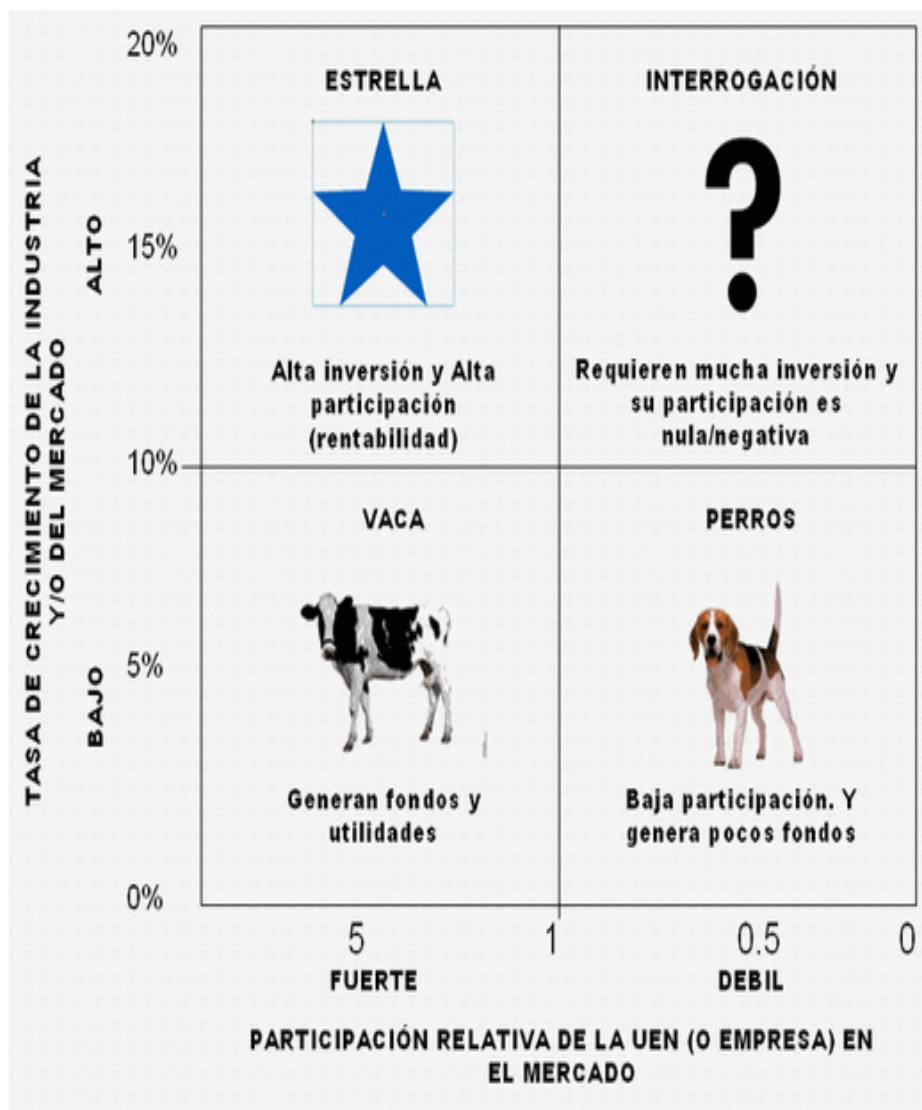 20%
ESTRELLA
INTERROGACIÓN
?
15%
ALTO
TASA DE CRECIMIENTO DE LA INDUSTRIA
Y/O DEL MERCADO
Alta inversión y Alta
participación
(rentabilidad)
Requieren mucha inversión y
su participación es
nula/negativa
10%
VACA
PERROS
5%
BAJO
Generan fondos y
utilidades
Baja participación. Y
genera pocos fondos
0%
5
1
0.5
0
FUERTE
DEBIL
PARTICIPACIÓN RELATIVA DE LA UEN (O EMPRESA) EN
EL MERCADO